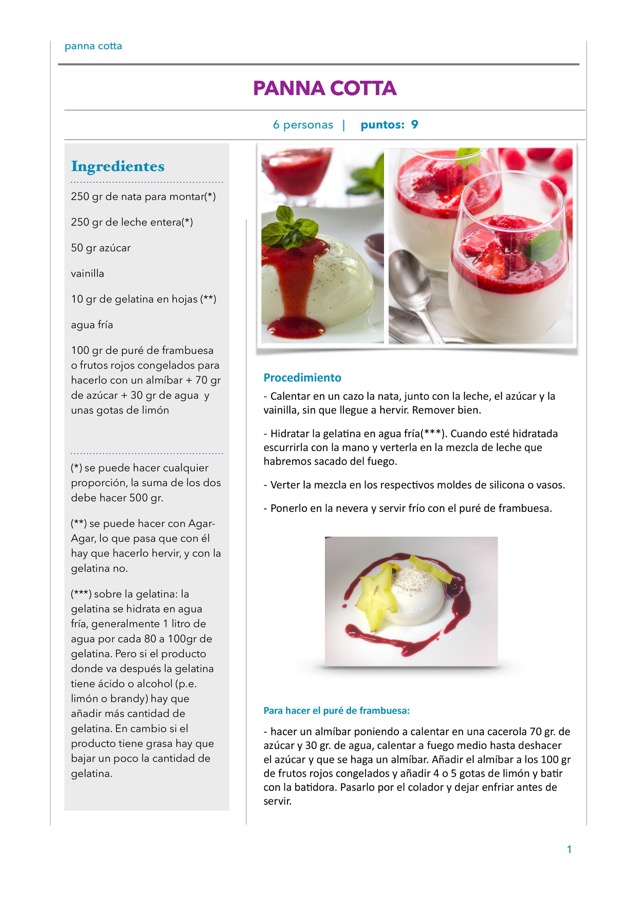 panna cotta
PANNA COTTA
6 personas | puntos: 9
Ingredientes
250 gr de nata para montar(*)
250 gr de leche entera(*)
50 gr azúcar
vainilla
10 gr de gelatina en hojas (**)
agua fría
100 gr de puré de frambuesa
o frutos rojos congelados para
hacerlo con un almíbar + 70 gr
de azúcar + 30 gr de agua y
unas gotas de limón
(*) se puede hacer cualquier
proporción, la suma de los dos
debe hacer 500 gr.
(**) se puede hacer con Agar-
Agar, lo que pasa que con él
hay que hacerlo hervir, y con la
gelatina no.
(***) sobre la gelatina: la
gelatina se hidrata en agua
fría, generalmente 1 litro de
agua por cada 80 a 100gr de
gelatina. Pero si el producto
donde va después la gelatina
tiene ácido o alcohol (p.e.
limón o brandy) hay que
añadir más cantidad de
gelatina. En cambio si el
producto tiene grasa hay que
bajar un poco la cantidad de
gelatina.
Procedimiento
- Calentar en un cazo la nata, junto con la leche, el azúcar y la
vainilla, sin que llegue a hervir. Remover bien.
- Hidratar la gelatina en agua fría(***). Cuando esté hidratada
escurrirla con la mano y verterla en la mezcla de leche que
habremos sacado del fuego.
- Verter la mezcla en los respectivos moldes de silicona o vasos.
- Ponerlo en la nevera y servir frío con el puré de frambuesa.
Para hacer el puré de frambuesa:
- hacer un almíbar poniendo a calentar en una cacerola 70 gr. de
azúcar y 30 gr. de agua, calentar a fuego medio hasta deshacer
el azúcar y que se haga un almíbar. Añadir el almíbar a los 100 gr
de frutos rojos congelados y añadir 4 o 5 gotas de limón y batir
con la batidora. Pasarlo por el colador y dejar enfriar antes de
servir.
1